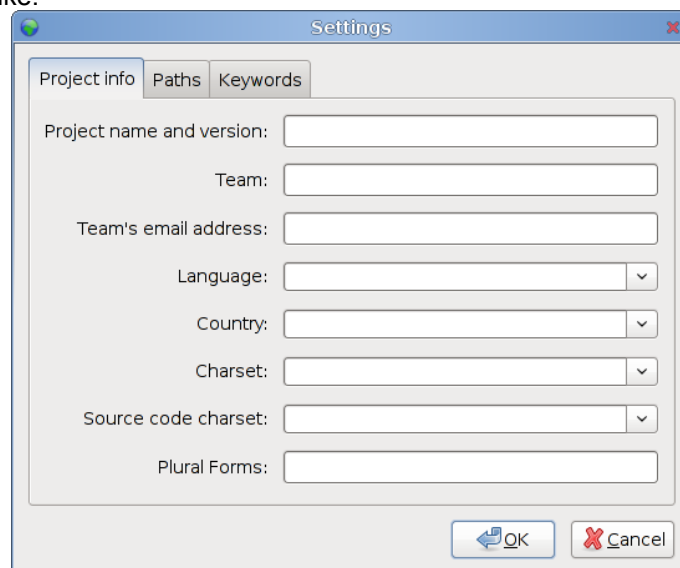 Settings
Project info Paths Keywords
Project name and version:
Team:
Team's email address:
Language:
Country:
Charset:
Source code charset:
Plural Forms:
OK Cancel